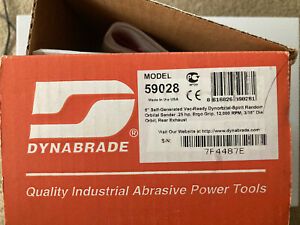 MODEL
59028
Made in the USA
6" Self-Generated Vac-Ready Dynorbital-Spirit Random
Orbital Sander .25 hp, Ergo Grip, 12,000 RPM, 3/16" Dia
Orbit, Rear Exhaust
Visit Our Website at http://www.dynabrade.com
S/N:
7F4487E
DYNABRADE®
Quality Industrial Abrasive Power Tools